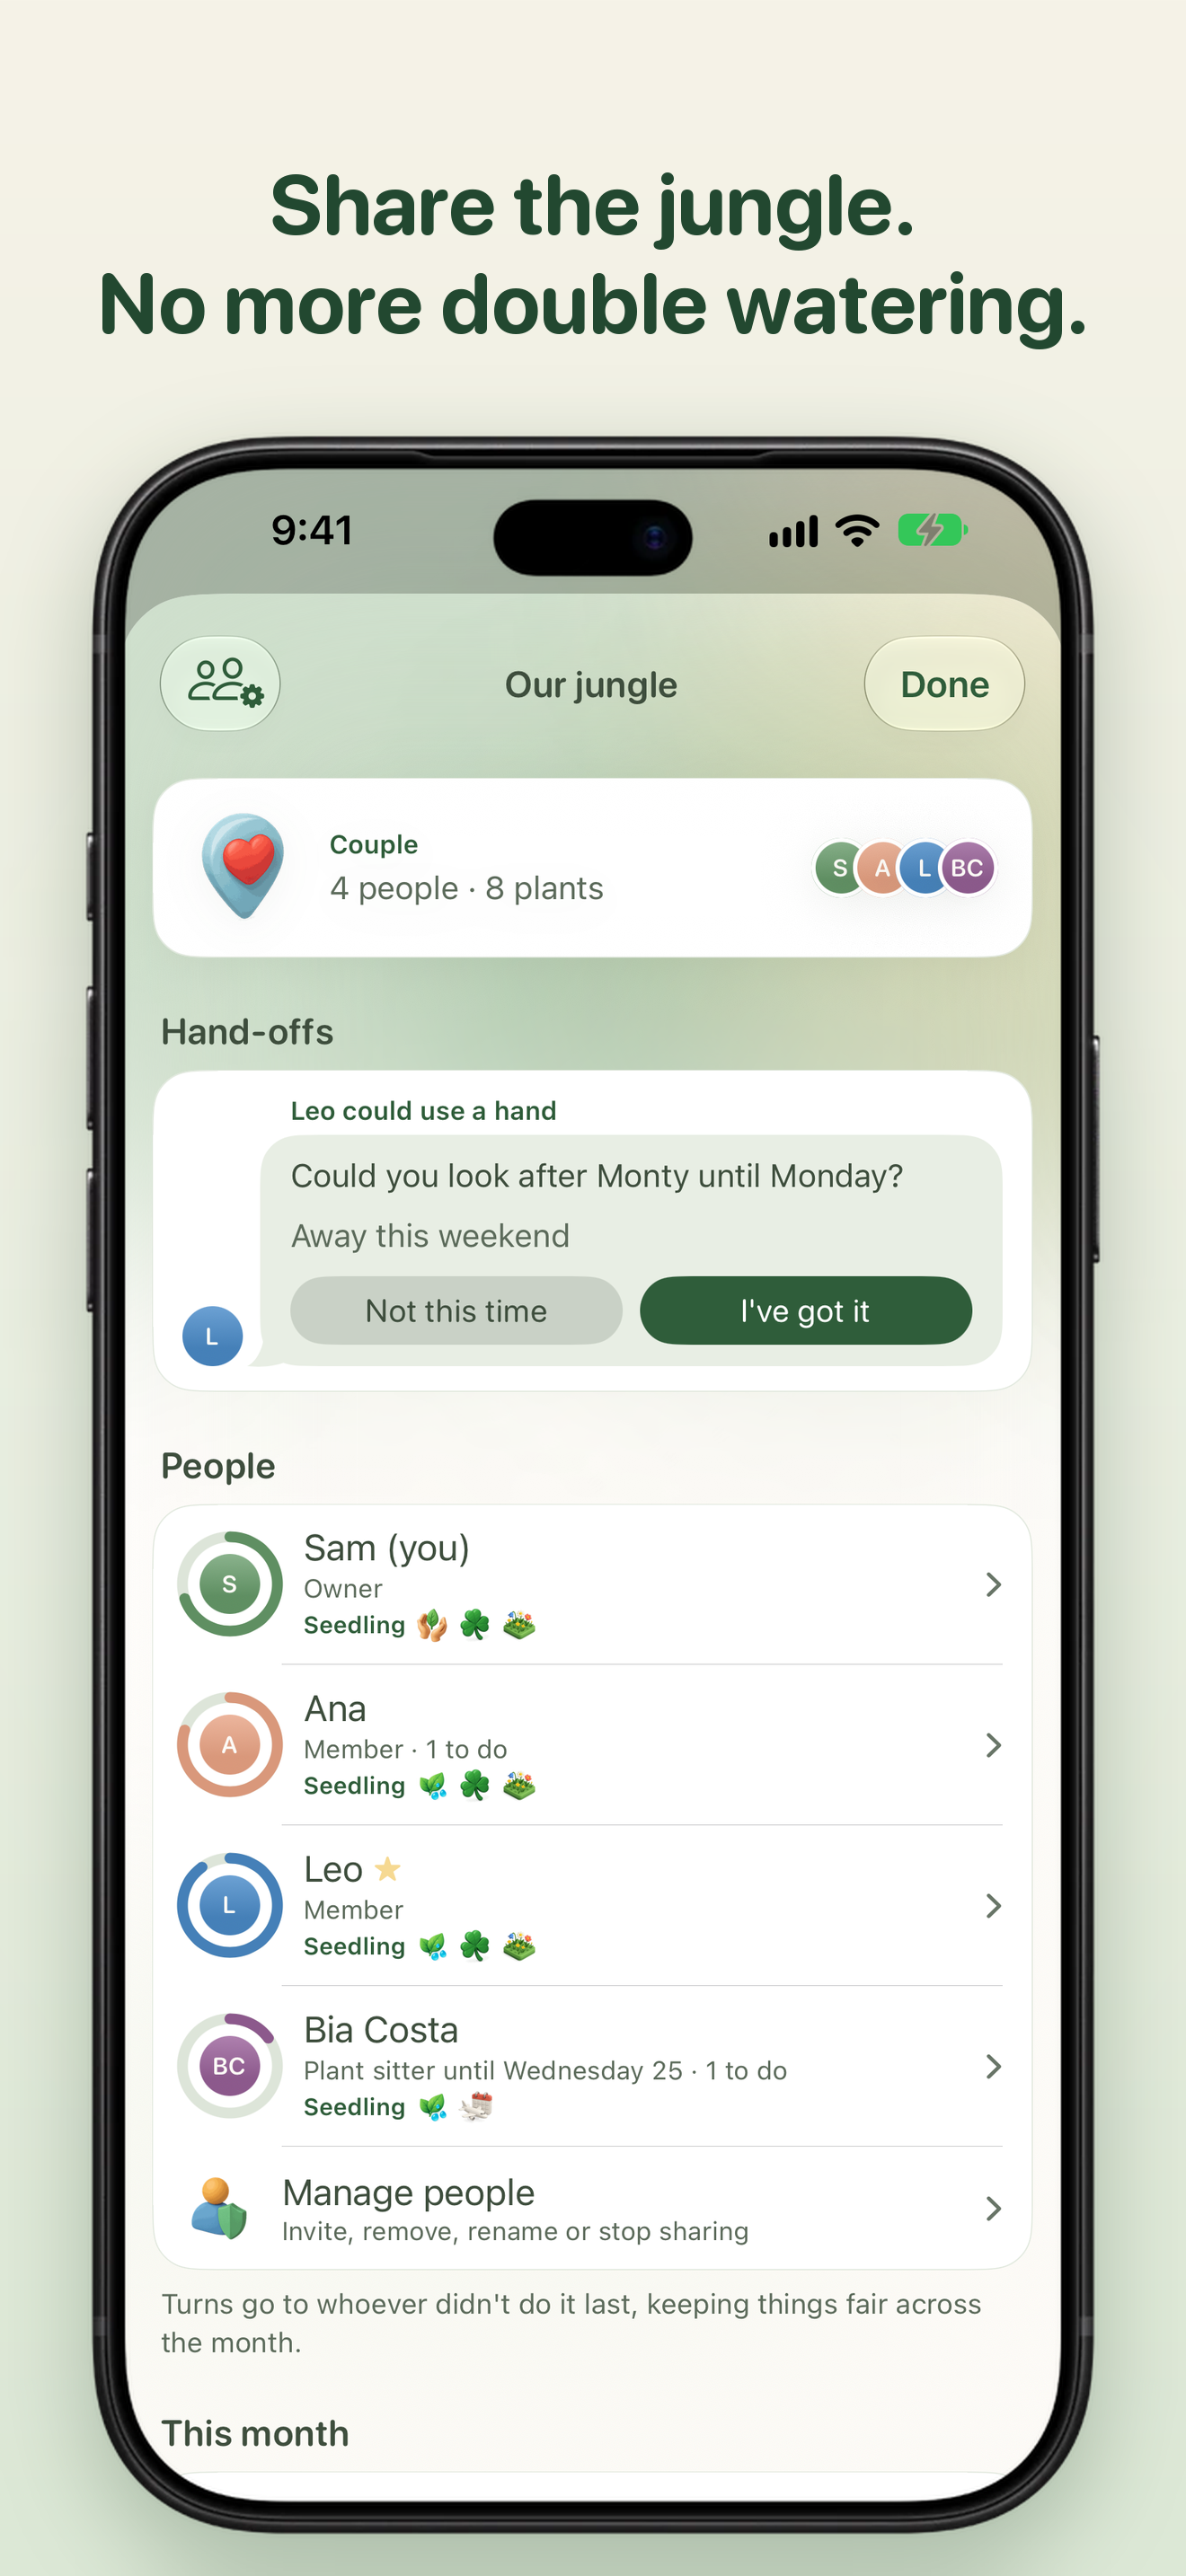 Share the jungle.
No more double watering.
9:41
Our jungle
Done
Couple
4 people · 8 plants
S A L BC
Hand-offs
Leo could use a hand
Could you look after Monty until Monday?
Away this weekend
Not this time
I've got it
L
People
S
Sam (you)
Owner
Seedling
A
Ana
Member · 1 to do
Seedling
L
Leo
Member
Seedling
BC
Bia Costa
Plant sitter until Wednesday 25 · 1 to do
Seedling
Manage people
Invite, remove, rename or stop sharing
Turns go to whoever didn't do it last, keeping things fair across
the month.
This month